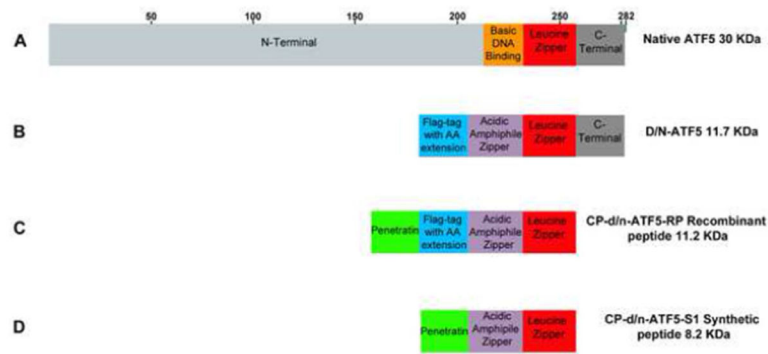 50 100 150 200 250 282
A
N-Terminal
Basic
DNA
Binding
Leucine
Zipper
C-
Terminal
Native ATF5 30 KDa
B
Flag-tag
with AA
extension
Acidic
Amphiphile
Zipper
Leucine
Zipper
C-
Terminal
D/N-ATF5 11.7 KDa
C
Penetratin
Flag-tag
with AA
extension
Acidic
Amphiphile
Zipper
Leucine
Zipper
CP-d/n-ATF5-RP Recombinant
peptide 11.2 KDa
D
Penetratin
Acidic
Amphipile
Zipper
Leucine
Zipper
CP-d/n-ATF5-S1 Synthetic
peptide 8.2 KDa